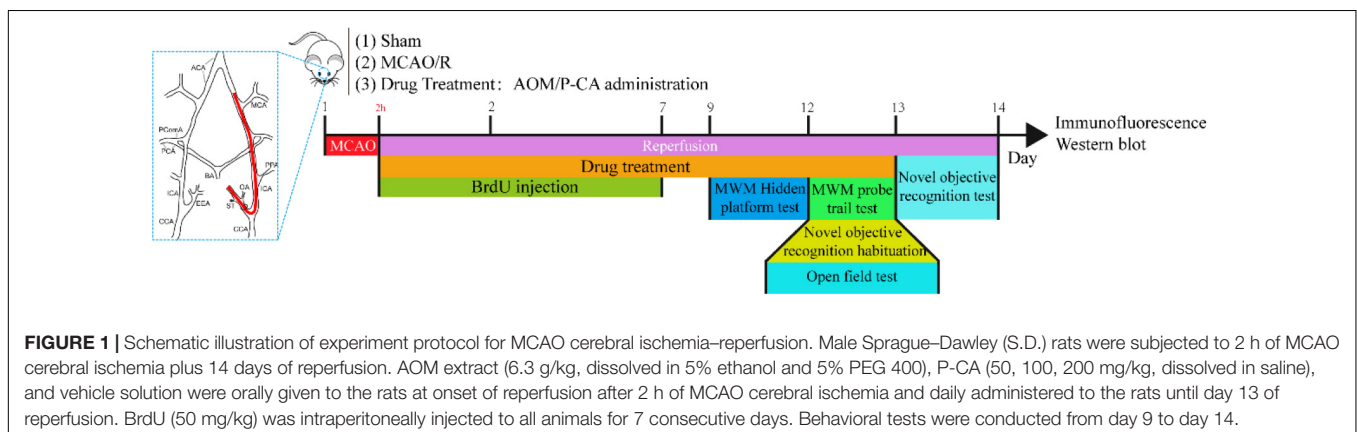 (1) Sham
(2) MCAO/R
(3) Drug Treatment: AOM/P-CA administration
ACA
MCA
PComA
PCA
BA
PPA
ICA
OA
ICA
ECA
ST
CCA
CCA
1 2h 2 7 9 12 13 14
MCAO Reperfusion
Day
Immunofluorescence
Western blot
Drug treatment
BrdU injection
MWM Hidden
platform test
MWM probe
trail test
Novel objective
recognition test
Novel objective
recognition habituation
Open field test
FIGURE 1 | Schematic illustration of experiment protocol for MCAO cerebral ischemia–reperfusion. Male Sprague–Dawley (S.D.) rats were subjected to 2 h of MCAO
cerebral ischemia plus 14 days of reperfusion. AOM extract (6.3 g/kg, dissolved in 5% ethanol and 5% PEG 400), P-CA (50, 100, 200 mg/kg, dissolved in saline),
and vehicle solution were orally given to the rats at onset of reperfusion after 2 h of MCAO cerebral ischemia and daily administered to the rats until day 13 of
reperfusion. BrdU (50 mg/kg) was intraperitoneally injected to all animals for 7 consecutive days. Behavioral tests were conducted from day 9 to day 14.